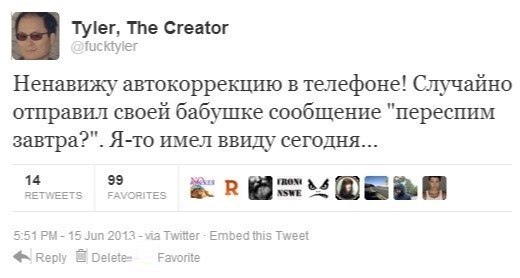 Tyler, The Creator
@fucktyler
Ненавижу автокоррекцию в телефоне! Случайно
отправил своей бабушке сообщение "переспим
завтра?". Я-то имел ввиду сегодня...
14 99
RETWEETS FAVORITES
5:51 PM - 15 Jun 2013 - via Twitter · Embed this Tweet
Reply Delete Favorite